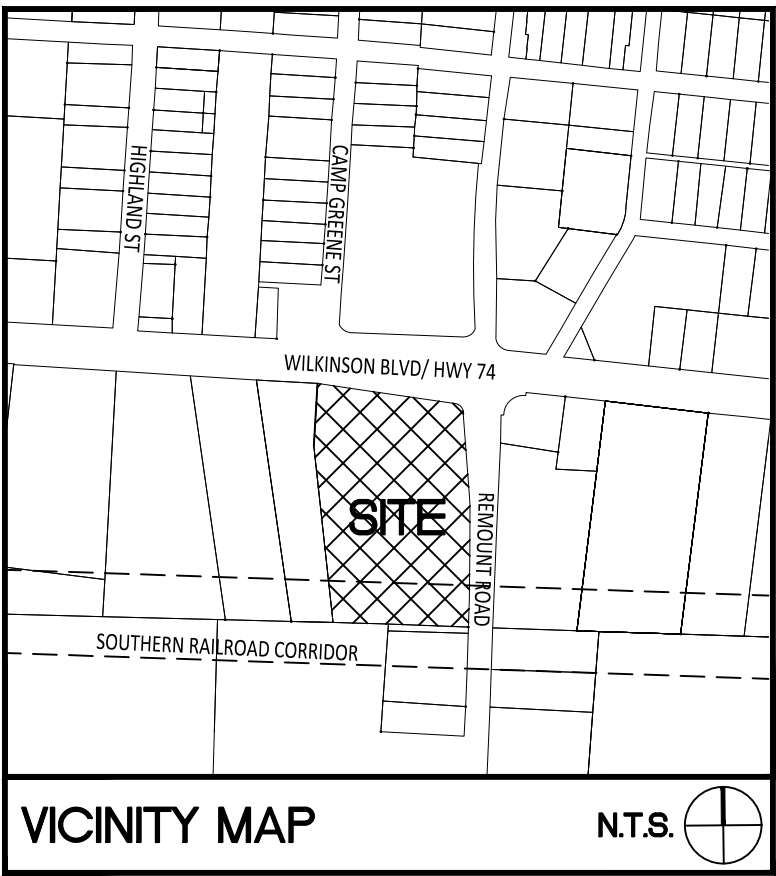 HIGHLAND ST
CAMP GREENE ST
WILKINSON BLVD/ HWY 74
SITE
REMOUNT ROAD
SOUTHERN RAILROAD CORRIDOR
VICINITY MAP
N.T.S.